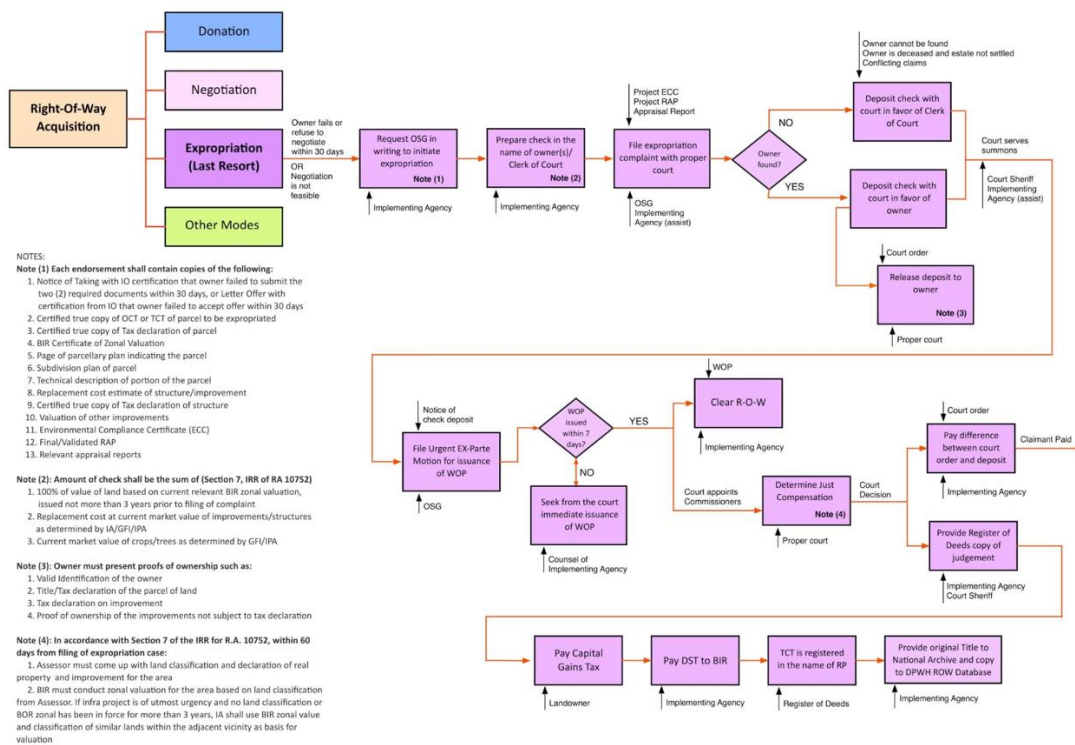 Donation
Negotiation
Right-Of-Way
Acquisition
Expropriation
(Last Resort)
Other Modes
Owner fails or
refuse to
negotiate
within 30 days
OR
Negotiation
is not
feasible
Request OSG in
writing to initiate
expropriation
Note (1)
Implementing Agency
Prepare check in the
name of owner(s)/
Clerk of Court
Note (2)
Implementing Agency
Project ECC
Project RAP
Appraisal Report
File expropriation
complaint with proper
court
OSG
Implementing
Agency (assist)
Owner
found?
NO
YES
Owner cannot be found
Owner is deceased and estate not settled
Conflicting claims
Deposit check with
court in favor of Clerk
of Court
Deposit check with
court in favor of
owner
Court serves
summons
Court Sheriff
Implementing
Agency (assist)
Court order
Release deposit to
owner
Note (3)
Proper court
NOTES:
Note (1) Each endorsement shall contain copies of the following:
1. Notice of Taking with IO certification that owner failed to submit the
two (2) required documents within 30 days, or Letter Offer with
certification from IO that owner failed to accept offer within 30 days
2. Certified true copy of OCT or TCT of parcel to be expropriated
3. Certified true copy of Tax declaration of parcel
4. BIR Certificate of Zonal Valuation
5. Page of parcellary plan indicating the parcel
6. Subdivision plan of parcel
7. Technical description of portion of the parcel
8. Replacement cost estimate of structure/improvement
9. Certified true copy of Tax declaration of structure
10. Valuation of other improvements
11. Environmental Compliance Certificate (ECC)
12. Final/Validated RAP
13. Relevant appraisal reports
Note (2): Amount of check shall be the sum of (Section 7, IRR of RA 10752)
1. 100% of value of land based on current relevant BIR zonal valuation,
issued not more than 3 years prior to filing of complaint
2. Replacement cost at current market value of improvements/structures
as determined by IA/GFI/IPA
3. Current market value of crops/trees as determined by GFI/IPA
Note (3): Owner must present proofs of ownership such as:
1. Valid Identification of the owner
2. Title/Tax declaration of the parcel of land
3. Tax declaration on improvement
4. Proof of ownership of the improvements not subject to tax declaration
Note (4): In accordance with Section 7 of the IRR for R.A. 10752, within 60
days from filing of expropriation case:
1. Assessor must come up with land classification and declaration of real
property and improvement for the area
2. BIR must conduct zonal valuation for the area based on land classification
from Assessor. If infra project is of utmost urgency and no land classification or
BOR zonal has been in force for more than 3 years, IA shall use BIR zonal value
and classification of similar lands within the adjacent vicinity as basis for
valuation
Notice of
check deposit
File Urgent EX-Parte
Motion for issuance
of WOP
OSG
WOP
issued
within 7
days?
YES
NO
Seek from the court
immediate issuance
of WOP
Counsel of
Implementing Agency
WOP
Clear R-O-W
Implementing Agency
Court appoints
Commissioners
Determine Just
Compensation
Note (4)
Proper court
Court
Decision
Court order
Pay difference
between court
order and deposit
Implementing Agency
Claimant Paid
Provide Register of
Deeds copy of
judgement
Implementing Agency
Court Sheriff
Pay Capital
Gains Tax
Landowner
Pay DST to BIR
Implementing Agency
TCT is registered
in the name of RP
Register of Deeds
Provide original Title to
National Archive and copy
to DPWH ROW Database
Implementing Agency